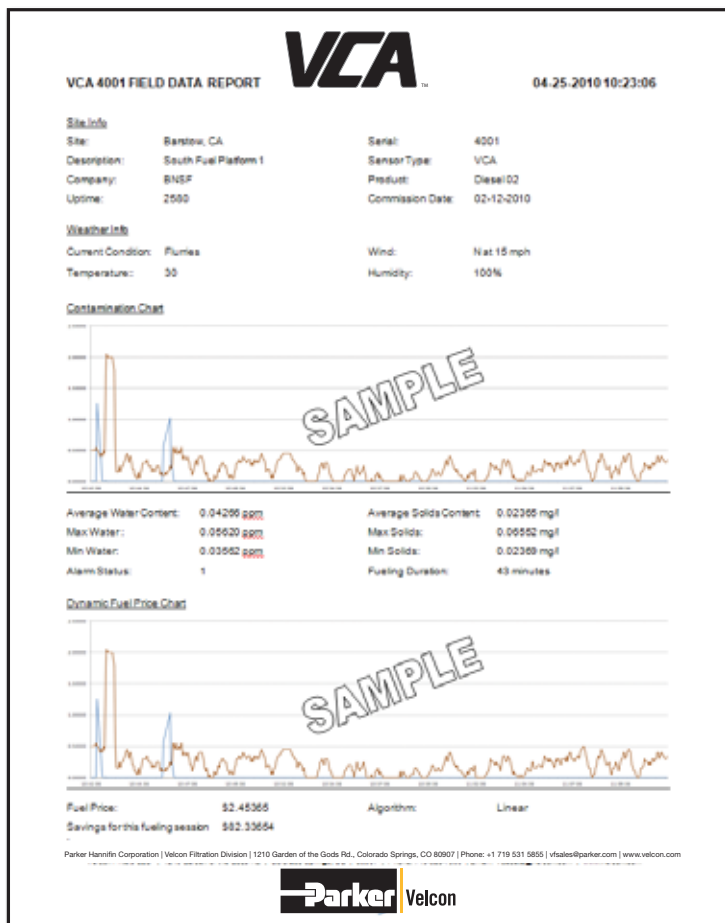 VCA™
VCA 4001 FIELD DATA REPORT 04-25-2010 10:23:06
Site Info
Site: Barstow, CA Serial: 4001
Description: South Fuel Platform 1 Sensor Type: VCA
Company: BNSF Product: Diesel 02
Uptime: 2580 Commission Date: 02-12-2010
Weather Info
Current Condition: Flurries Wind: N at 15 mph
Temperature: 30 Humidity: 100%
Contamination Chart
SAMPLE
Average Water Content: 0.04266 ppm Average Solids Content: 0.02365 mg/l
Max Water: 0.05620 ppm Max Solids: 0.06552 mg/l
Min Water: 0.03562 ppm Min Solids: 0.02369 mg/l
Alarm Status: 1 Fueling Duration: 43 minutes
Dynamic Fuel Price Chart
SAMPLE
Fuel Price: $2.45365 Algorithm: Linear
Savings for this fueling session $82.33654
Parker Hannifin Corporation | Velcon Filtration Division | 1210 Garden of the Gods Rd., Colorado Springs, CO 80907 | Phone: +1 719 531 5855 | vfsales@parker.com | www.velcon.com
Parker Velcon